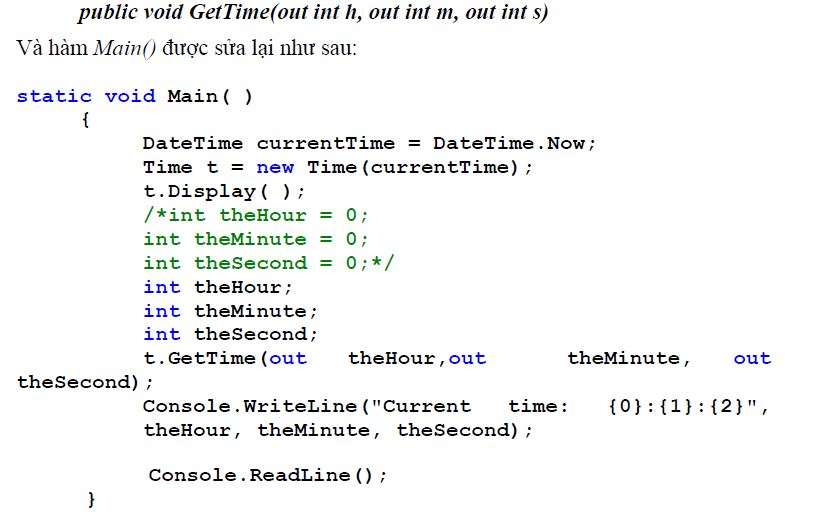 public void GetTime(out int h, out int m, out int s)
Và hàm Main() được sửa lại như sau:
static void Main( )
{
DateTime currentTime = DateTime.Now;
Time t = new Time(currentTime);
t.Display( );
/*int theHour = 0;
int theMinute = 0;
int theSecond = 0;*/
int theHour;
int theMinute;
int theSecond;
t.GetTime(out theHour,out theMinute, out
theSecond);
Console.WriteLine("Current time: {0}:{1}:{2}",
theHour, theMinute, theSecond);
Console.ReadLine();
}